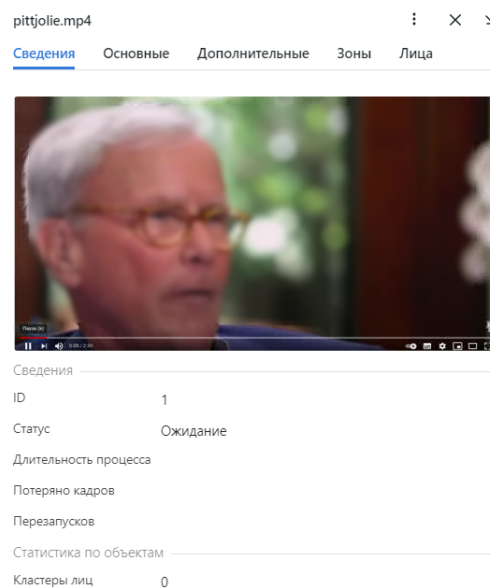 pittjolie.mp4
Сведения Основные Дополнительные Зоны Лица
Пауза (k)
Сведения
ID 1
Статус Ожидание
Длительность процесса
Потеряно кадров
Перезапусков
Статистика по объектам
Кластеры лиц 0